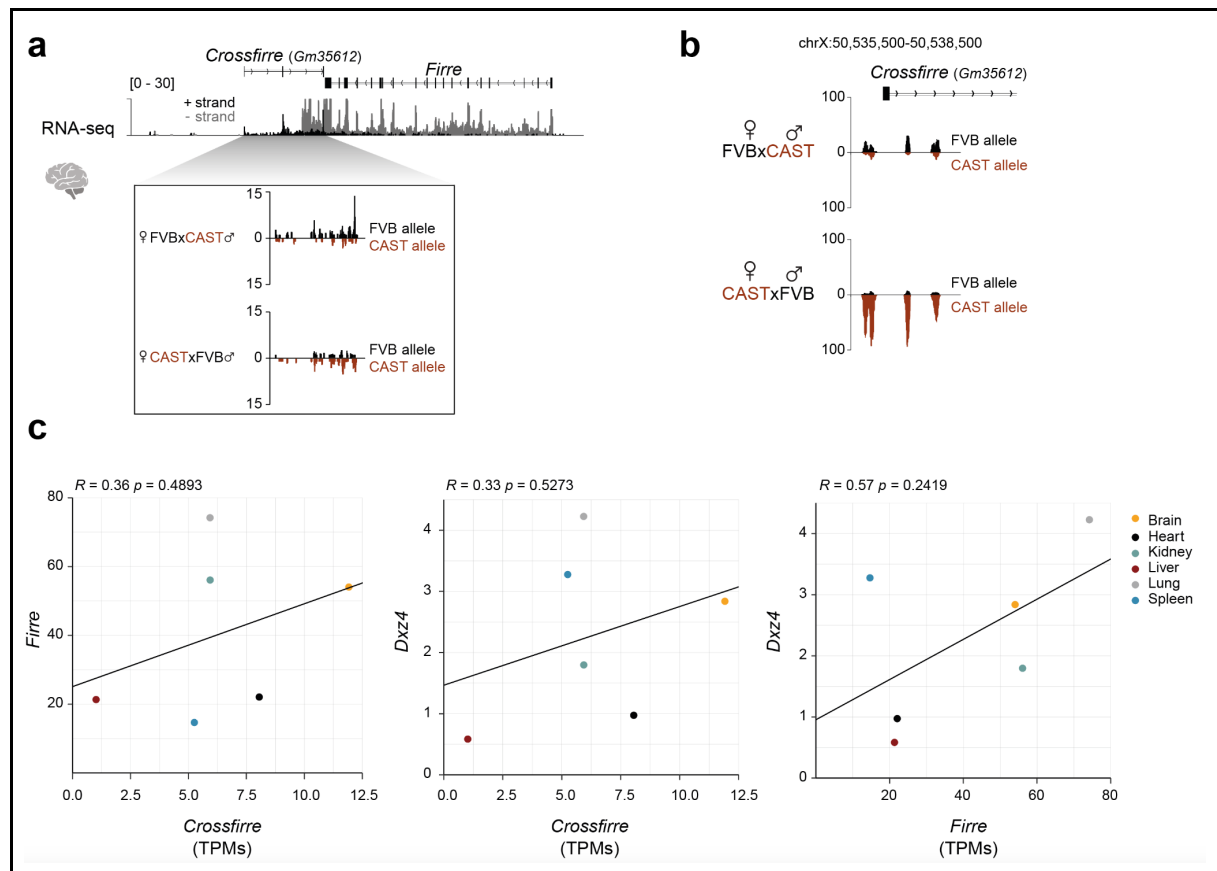 a
Crossfirre (Gm35612)
Firre
[0 - 30]
+ strand
- strand
RNA-seq
15
♀FVBxCAST♂
0
FVB allele
CAST allele
15
15
♀CASTxFVB♂
0
FVB allele
CAST allele
15
b
chrX:50,535,500-50,538,500
Crossfirre (Gm35612)
100
♀ ♂
FVBxCAST
0
FVB allele
CAST allele
100
100
♀ ♂
CASTxFVB
0
FVB allele
CAST allele
100
c
R = 0.36 p = 0.4893
80
60
40
20
Firre
0.0 2.5 5.0 7.5 10.0 12.5
Crossfirre
(TPMs)
R = 0.33 p = 0.5273
4
3
2
1
0
Dxz4
0.0 2.5 5.0 7.5 10.0 12.5
Crossfirre
(TPMs)
R = 0.57 p = 0.2419
4
3
2
1
0
Dxz4
20 40 60 80
Firre
(TPMs)
Brain
Heart
Kidney
Liver
Lung
Spleen